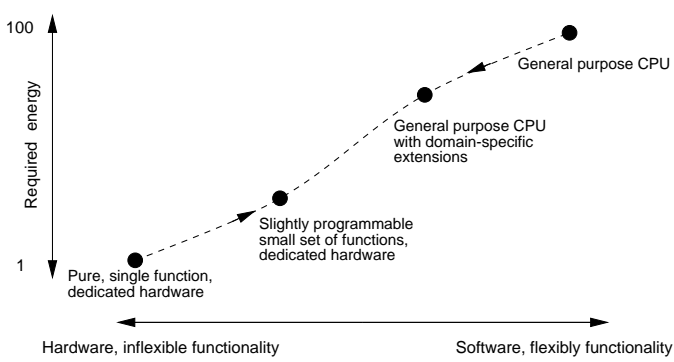 100
General purpose CPU
Required energy
General purpose CPU
with domain-specific
extensions
Slightly programmable
small set of functions,
dedicated hardware
1
Pure, single function,
dedicated hardware
Hardware, inflexible functionality
Software, flexibly functionality